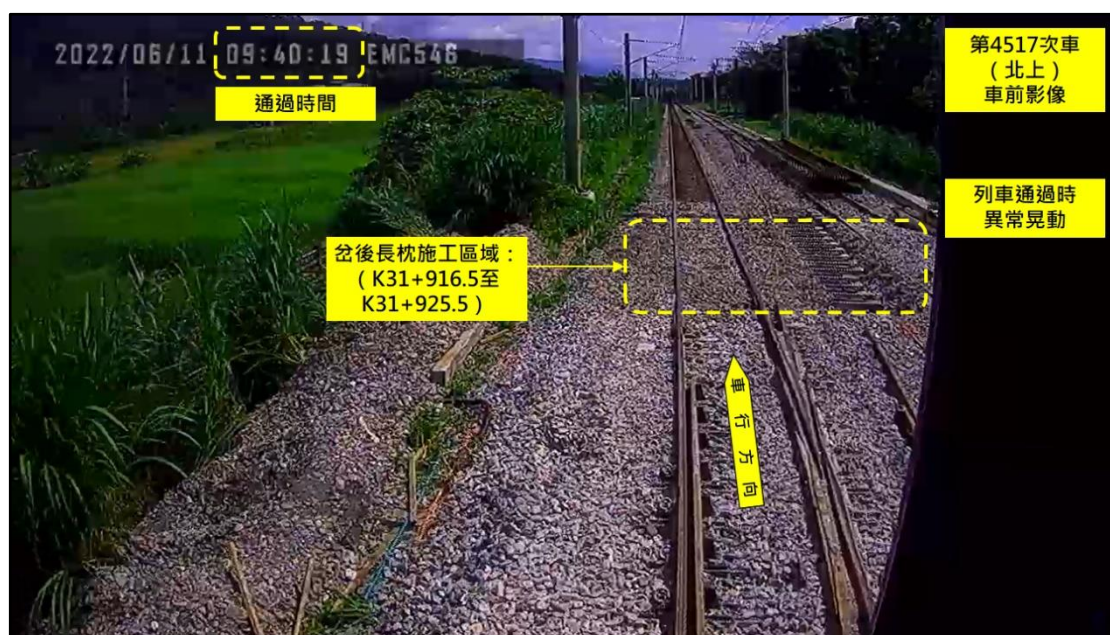 2022/06/11 09:40:19 EMC546
通過時間
第4517次車
（北上）
車前影像
列車通過時
異常晃動
岔後長枕施工區域：
（K31+916.5至
K31+925.5）
車行方向